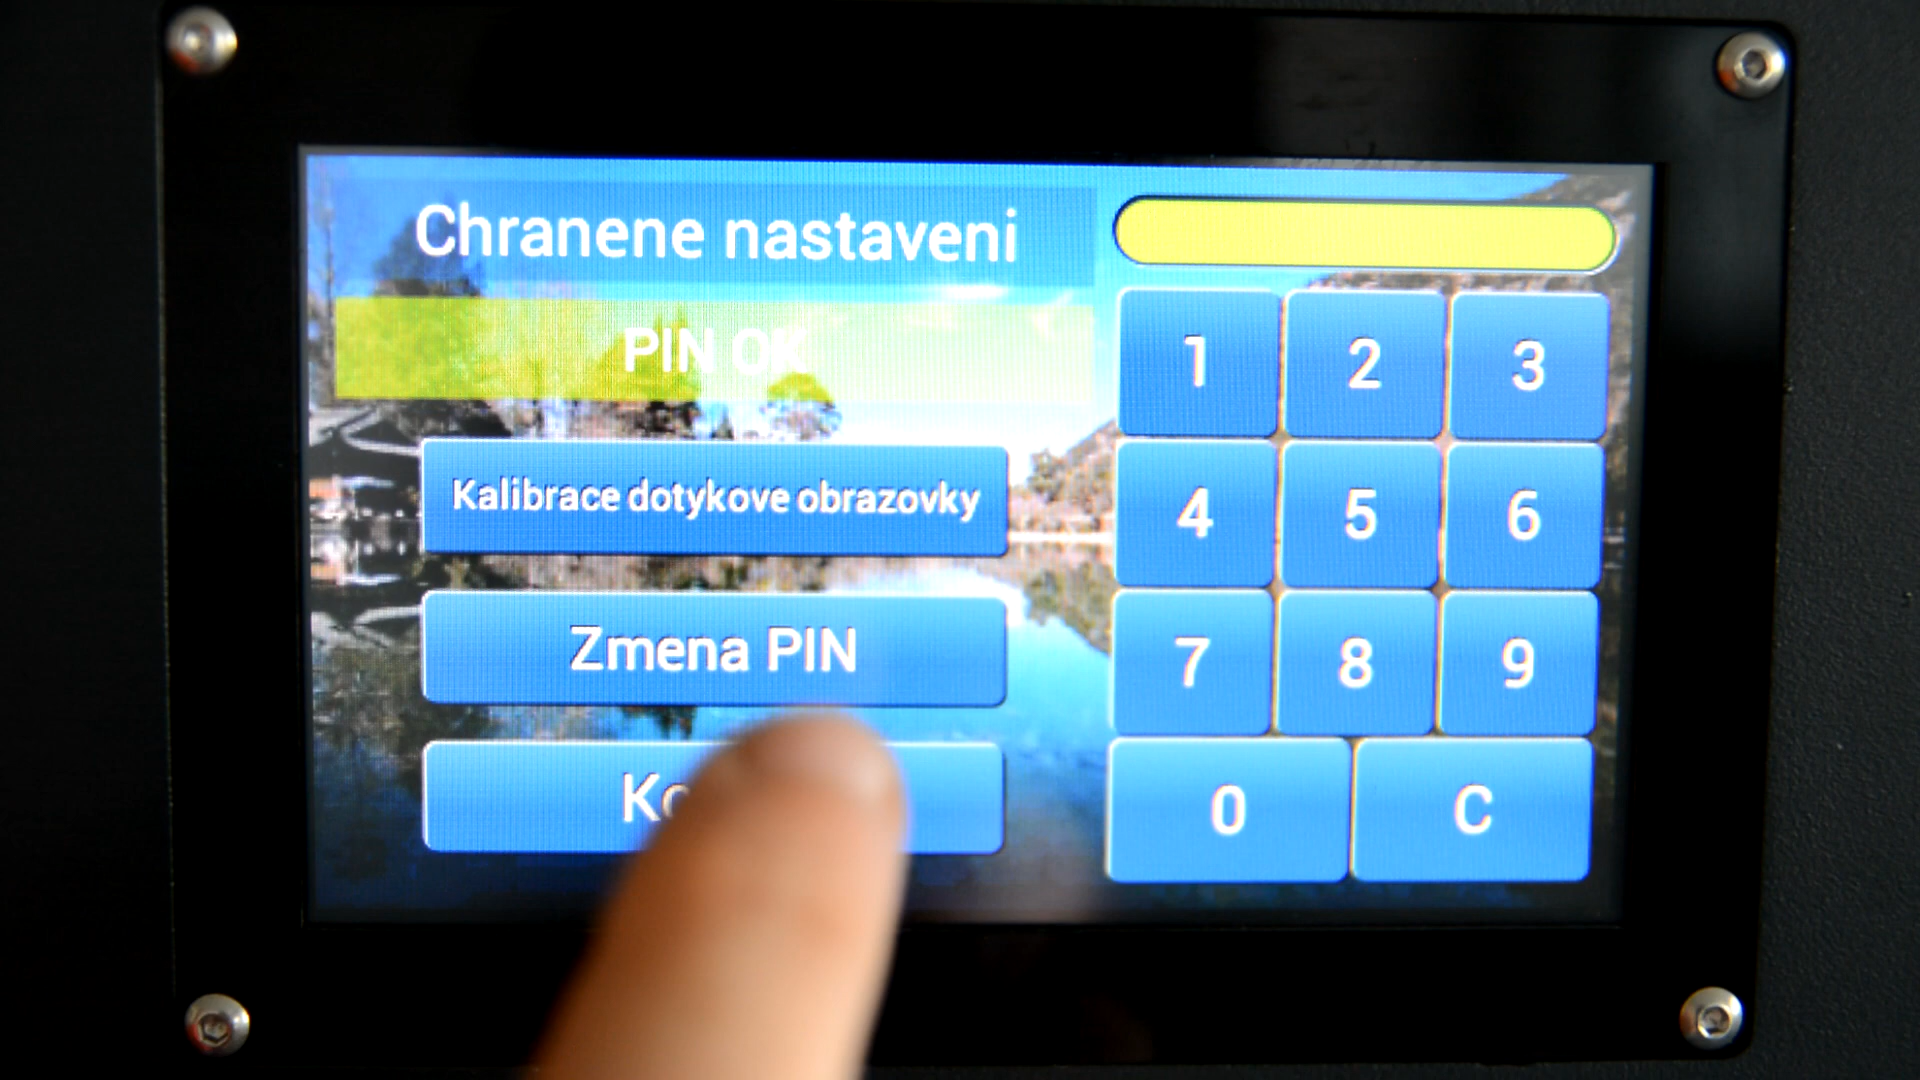 Chranene nastaveni
PIN OK
Kalibrace dotykove obrazovky
Zmena PIN
1 2 3
4 5 6
7 8 9
0 C